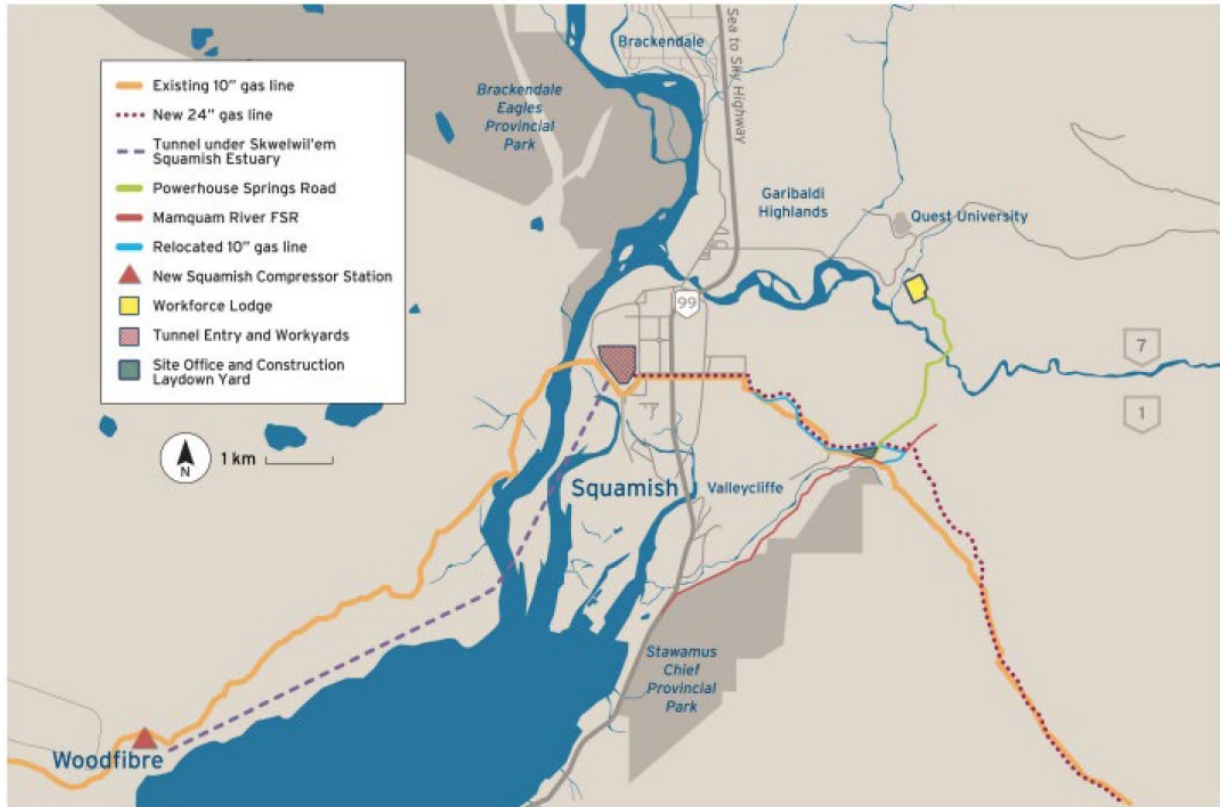 Existing 10” gas line
New 24” gas line
Tunnel under Skwelwil'em
Squamish Estuary
Powerhouse Springs Road
Mamquam River FSR
Relocated 10” gas line
New Squamish Compressor Station
Workforce Lodge
Tunnel Entry and Workyards
Site Office and Construction
Laydown Yard
N
1 km
Brackendale
Sea to Sky Highway
Brackendale
Eagles
Provincial
Park
Garibaldi
Highlands
Quest University
99
7
1
Squamish
Valleycliffe
Stawamus
Chief
Provincial
Park
Woodfibre